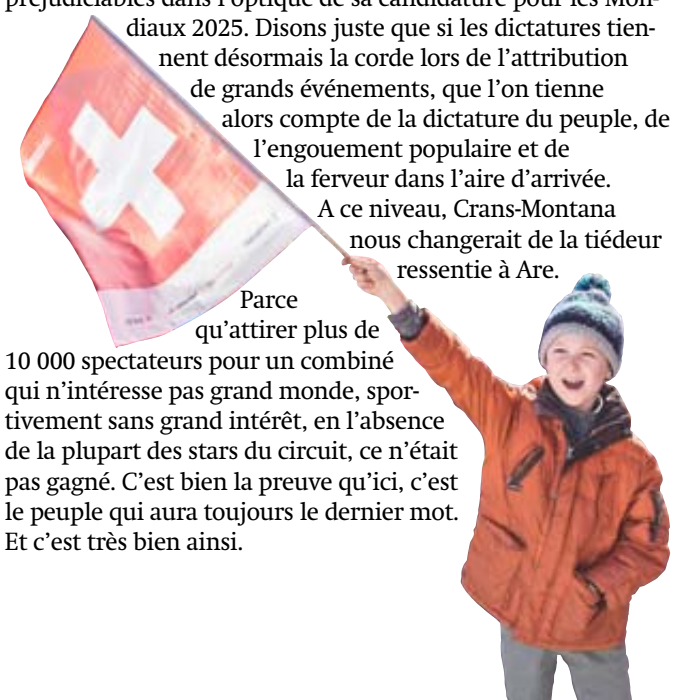 préjudiciables dans l'optique de sa candidature pour les Mon-
diaux 2025. Disons juste que si les dictatures tien-
nent désormais la corde lors de l'attribution
de grands événements, que l'on tienne
alors compte de la dictature du peuple, de
l'engouement populaire et de
la ferveur dans l'aire d'arrivée.
A ce niveau, Crans-Montana
nous changerait de la tiédeur
ressentie à Are.
Parce
qu'attirer plus de
10 000 spectateurs pour un combiné
qui n'intéresse pas grand monde, spor-
tivement sans grand intérêt, en l'absence
de la plupart des stars du circuit, ce n'était
pas gagné. C'est bien la preuve qu'ici, c'est
le peuple qui aura toujours le dernier mot.
Et c'est très bien ainsi.